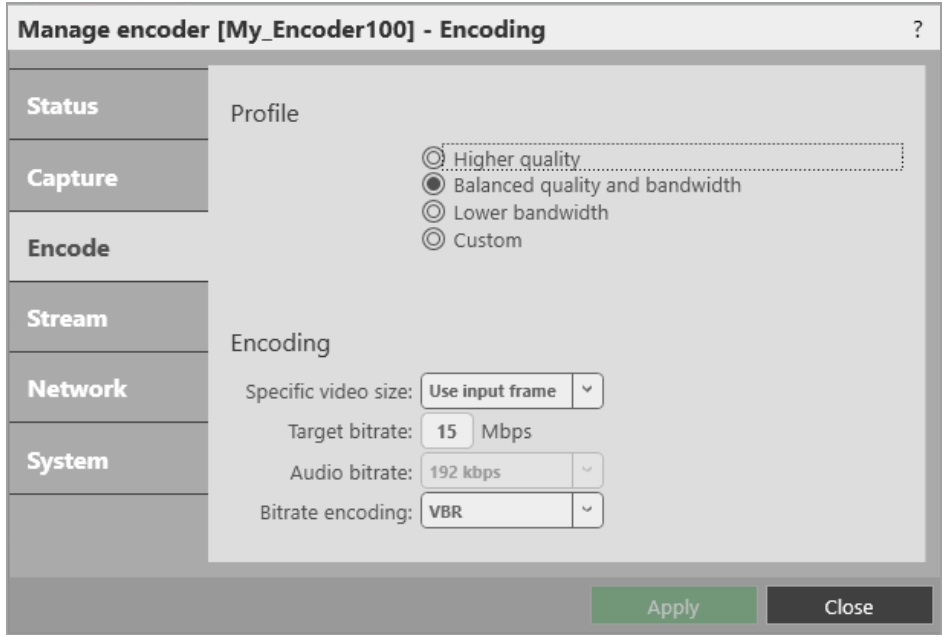 Manage encoder [My_Encoder100] - Encoding ?
Status
Capture
Encode
Stream
Network
System
Profile
Higher quality
Balanced quality and bandwidth
Lower bandwidth
Custom
Encoding
Specific video size: Use input frame
Target bitrate: 15 Mbps
Audio bitrate: 192 kbps
Bitrate encoding: VBR
Apply Close